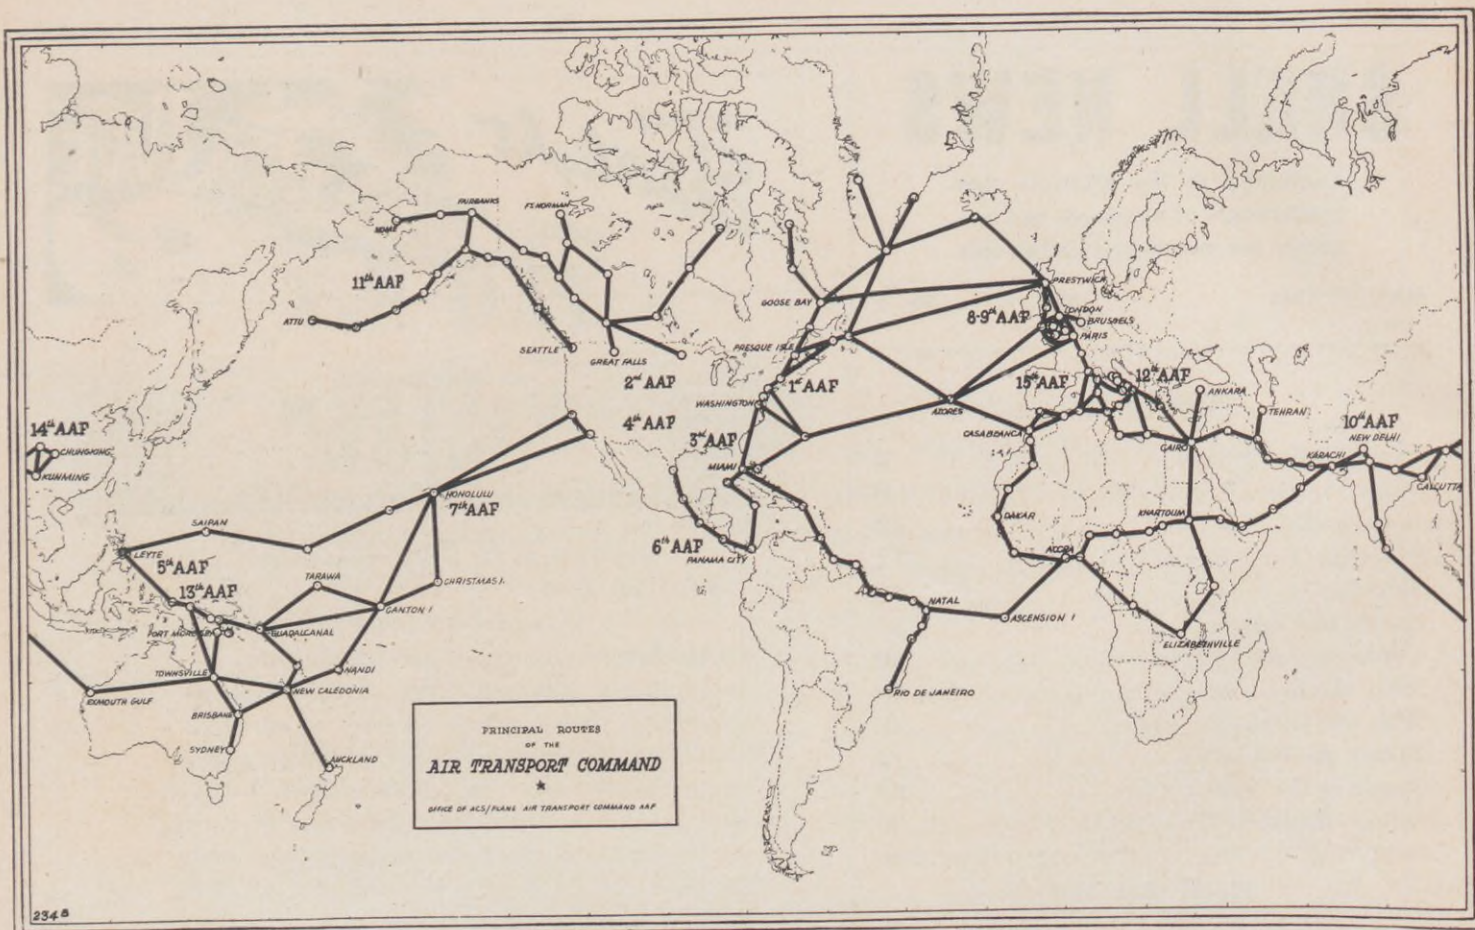 FAIRBANKS
FT. NORMAN
NOME
11th AAF
ATTU
SEATTLE
GREAT FALLS
2nd AAF
4th AAF
GOOSE BAY
PRESQUE ISLE
1st AAF
WASHINGTON
3rd AAF
MIAMI
PRESTWICK
LONDON
8-9th AAF
BRUSSELS
PARIS
15th AAF
12th AAF
AZORES
CASABLANCA
ANKARA
TEHRAN
10th AAF
NEW DELHI
CAIRO
KARACHI
CALCUTTA
14th AAF
CHUNGKING
KUNMING
HONOLULU
7th AAF
SAIPAN
LEYTE
5th AAF
13th AAF
TARAWA
CHRISTMAS I.
CANTON I
6th AAF
PANAMA CITY
DAKAR
KHARTOUM
ACCRA
NATAL
ASCENSION I
ELIZABETHVILLE
PORT MORESBY
GUADALCANAL
TOWNSVILLE
NANDI
EXMOUTH GULF
NEW CALEDONIA
BRISBANE
SYDNEY
AUCKLAND
RIO DE JANEIRO
PRINCIPAL ROUTES
OF THE
AIR TRANSPORT COMMAND
★
OFFICE OF ACS/PLANS AIR TRANSPORT COMMAND AAF
234B